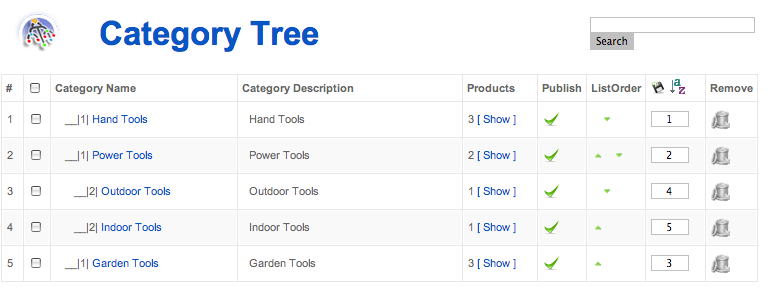 Category Tree
Search
# Category Name Category Description Products Publish ListOrder A Z Remove
1 __|1| Hand Tools Hand Tools 3 [ Show ] 1
2 __|1| Power Tools Power Tools 2 [ Show ] 2
3 __|2| Outdoor Tools Outdoor Tools 1 [ Show ] 4
4 __|2| Indoor Tools Indoor Tools 1 [ Show ] 5
5 __|1| Garden Tools Garden Tools 3 [ Show ] 3